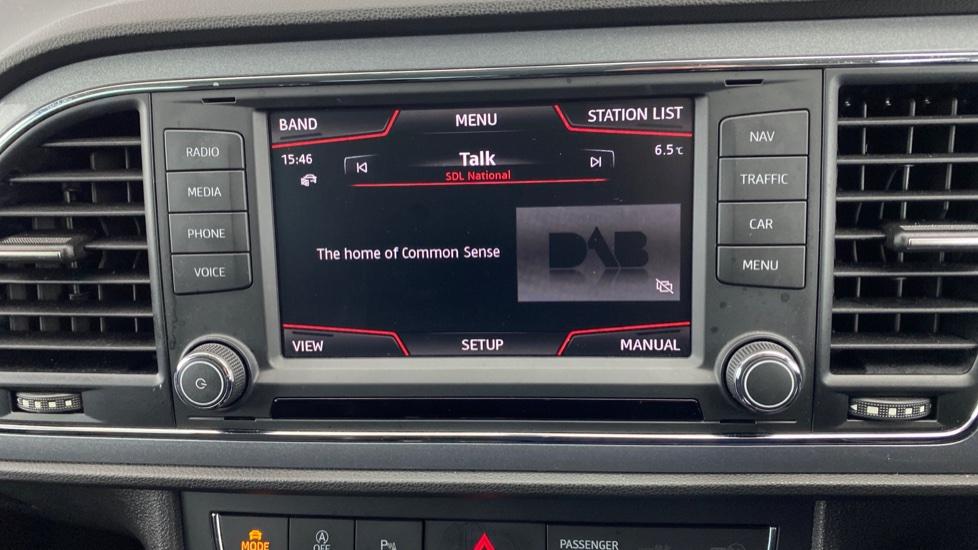 BAND
MENU
STATION LIST
15:46
Talk
6.5°C
SDL National
The home of Common Sense
DAB
VIEW
SETUP
MANUAL
RADIO
MEDIA
PHONE
VOICE
NAV
TRAFFIC
CAR
MENU
MODE
A
OFF
P
PASSENGER